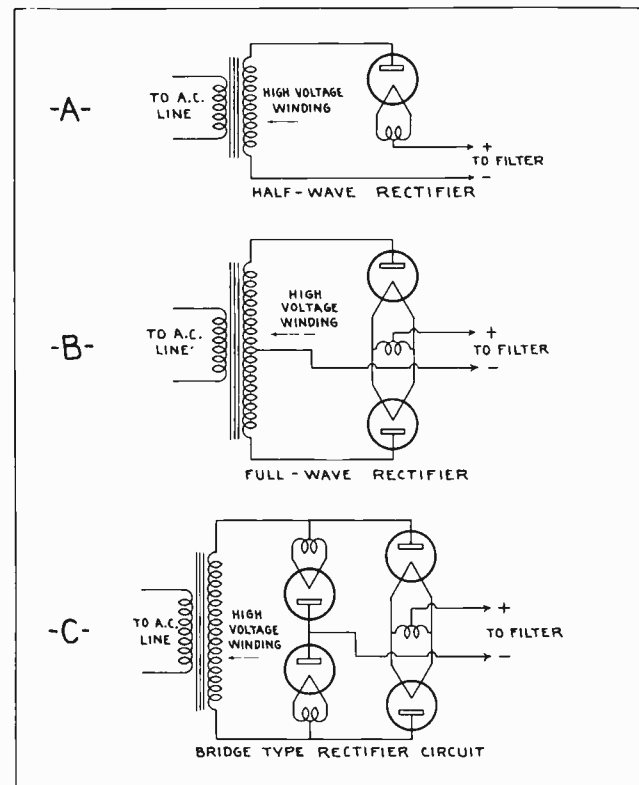 -A-
TO A.C.
LINE
HIGH VOLTAGE
WINDING
+
TO FILTER
-
HALF-WAVE RECTIFIER
-B-
TO A.C.
LINE
HIGH
VOLTAGE
WINDING
+
TO FILTER
-
FULL-WAVE RECTIFIER
-C-
TO A.C.
LINE
HIGH
VOLTAGE
WINDING
+
TO FILTER
-
BRIDGE TYPE RECTIFIER CIRCUIT